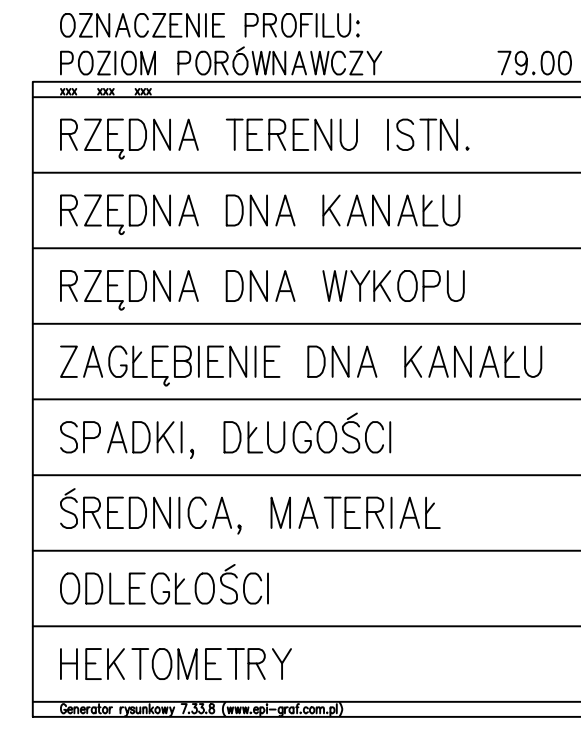 OZNACZENIE PROFILU:
POZIOM PORÓWNAWCZY 79.00
xxx xxx xxx
RZĘDNA TERENU ISTN.
RZĘDNA DNA KANAŁU
RZĘDNA DNA WYKOPU
ZAGŁĘBIENIE DNA KANAŁU
SPADKI, DŁUGOŚCI
ŚREDNICA, MATERIAŁ
ODLEGŁOŚCI
HEKTOMETRY
Generator rysunkowy 7.33.8 (www.epi-graf.com.pl)